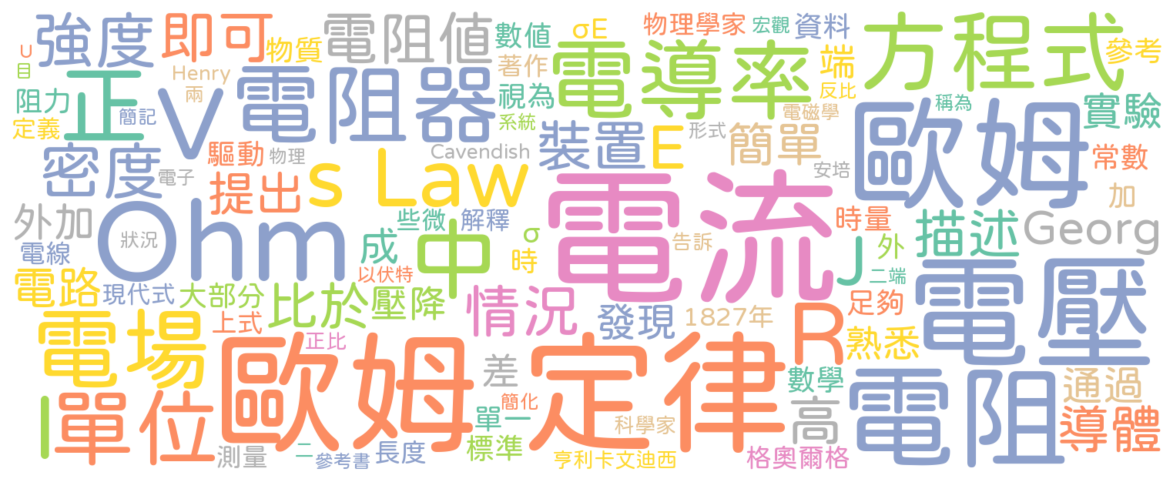 U
目
強度
即可
物質
電阻值
數值
σE
物理學家
宏觀
資料
方程式
參考
Henry
兩
著作
端
反比
阻力
正
簡記
定義
V
電阻器
視為
系統
電導率
電磁學
稱為
實驗
歐姆
密度
驅動
物理
電子
Cavendish
裝置
E
形式
簡單
安培
常數
提出
s Law
外加
狀況
Ohm
些微
解釋
成
中
σ
時
電流
告訴
時量
加
外
描述
Georg
電線
電路
現代式
大部分
以伏特
比於
壓降
J
二端
足夠
電壓
電場
上式
正比
情況
發現
1827年
R
熟悉
I
單位
歐姆定律
差
簡化
單一
標準
科學家
數學
高
電阻
通過
導體
測量
二
參考書
長度
亨利卡文迪西
格奧爾格